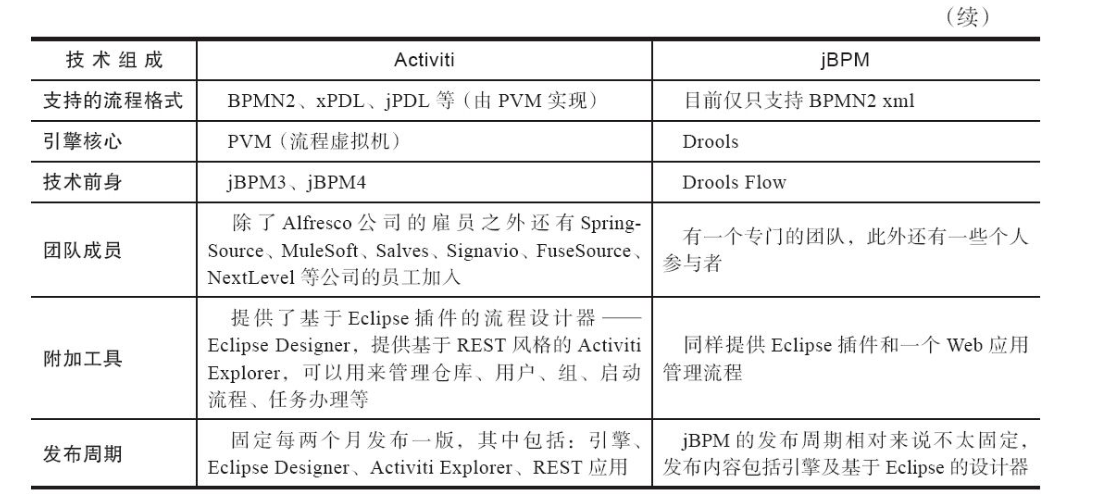 （续）
技术组成 Activiti jBPM
支持的流程格式 BPMN2、xPDL、jPDL 等（由 PVM 实现） 目前仅只支持 BPMN2 xml
引擎核心 PVM（流程虚拟机） Drools
技术前身 jBPM3、jBPM4 Drools Flow
团队成员
除了 Alfresco 公司的雇员之外还有 Spring-
Source、MuleSoft、Salves、Signavio、FuseSource、
NextLevel 等公司的员工加入
有一个专门的团队，此外还有一些个人
参与者
附加工具
提供了基于 Eclipse 插件的流程设计器——
Eclipse Designer，提供基于 REST 风格的 Activiti
Explorer，可以用来管理仓库、用户、组、启动
流程、任务办理等
同样提供 Eclipse 插件和一个 Web 应用
管理流程
发布周期
固定每两个月发布一版，其中包括：引擎、
Eclipse Designer、Activiti Explorer、REST 应用
jBPM 的发布周期相对来说不太固定，
发布内容包括引擎及基于 Eclipse 的设计器